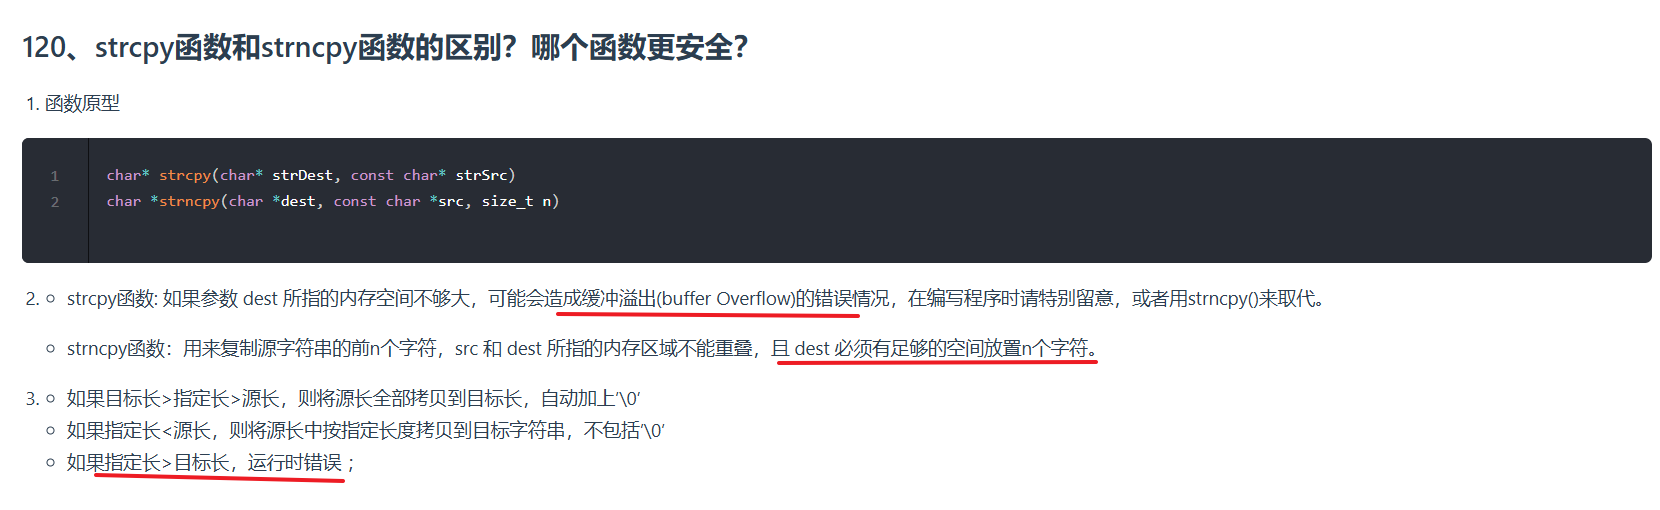 120、strcpy函数和strncpy函数的区别？哪个函数更安全？
1. 函数原型
1 char* strcpy(char* strDest, const char* strSrc)
2 char *strncpy(char *dest, const char *src, size_t n)
2. ○ strcpy函数: 如果参数 dest 所指的内存空间不够大，可能会造成缓冲溢出(buffer Overflow)的错误情况，在编写程序时请特别留意，或者用strncpy()来取代。
○ strncpy函数：用来复制源字符串的前n个字符，src 和 dest 所指的内存区域不能重叠，且 dest 必须有足够的空间放置n个字符。
3. ○ 如果目标长>指定长>源长，则将源长全部拷贝到目标长，自动加上'\0'
○ 如果指定长<源长，则将源长中按指定长度拷贝到目标字符串，不包括'\0'
○ 如果指定长>目标长，运行时错误 ；